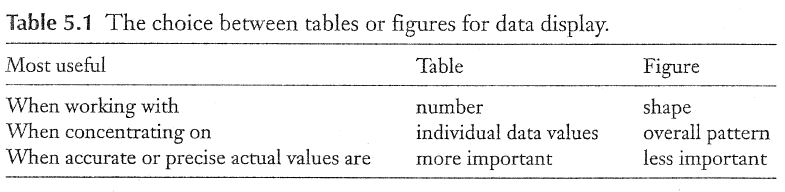 Table 5.1 The choice between tables or figures for data display.
Most useful Table Figure
When working with number shape
When concentrating on individual data values overall pattern
When accurate or precise actual values are more important less important